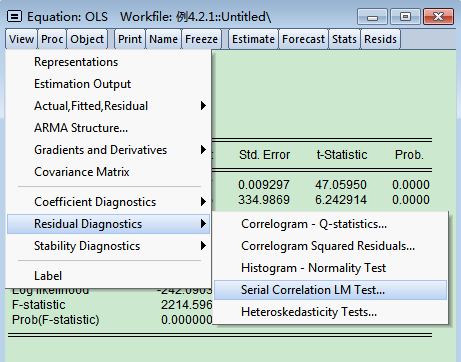 Equation: OLS   Workfile: 例4.2.1::Untitled\
View Proc Object Print Name Freeze Estimate Forecast Stats Resids
Representations
Estimation Output
Actual,Fitted,Residual
ARMA Structure...
Gradients and Derivatives
Covariance Matrix
Coefficient Diagnostics
Residual Diagnostics
Stability Diagnostics
Label
Std. Error t-Statistic Prob.
0.009297 47.05950 0.0000
334.9869 6.242914 0.0000
Correlogram - Q-statistics...
Correlogram Squared Residuals...
Histogram - Normality Test
Serial Correlation LM Test...
Heteroskedasticity Tests...
Log likelihood -242.0903
F-statistic 2214.596
Prob(F-statistic) 0.000000